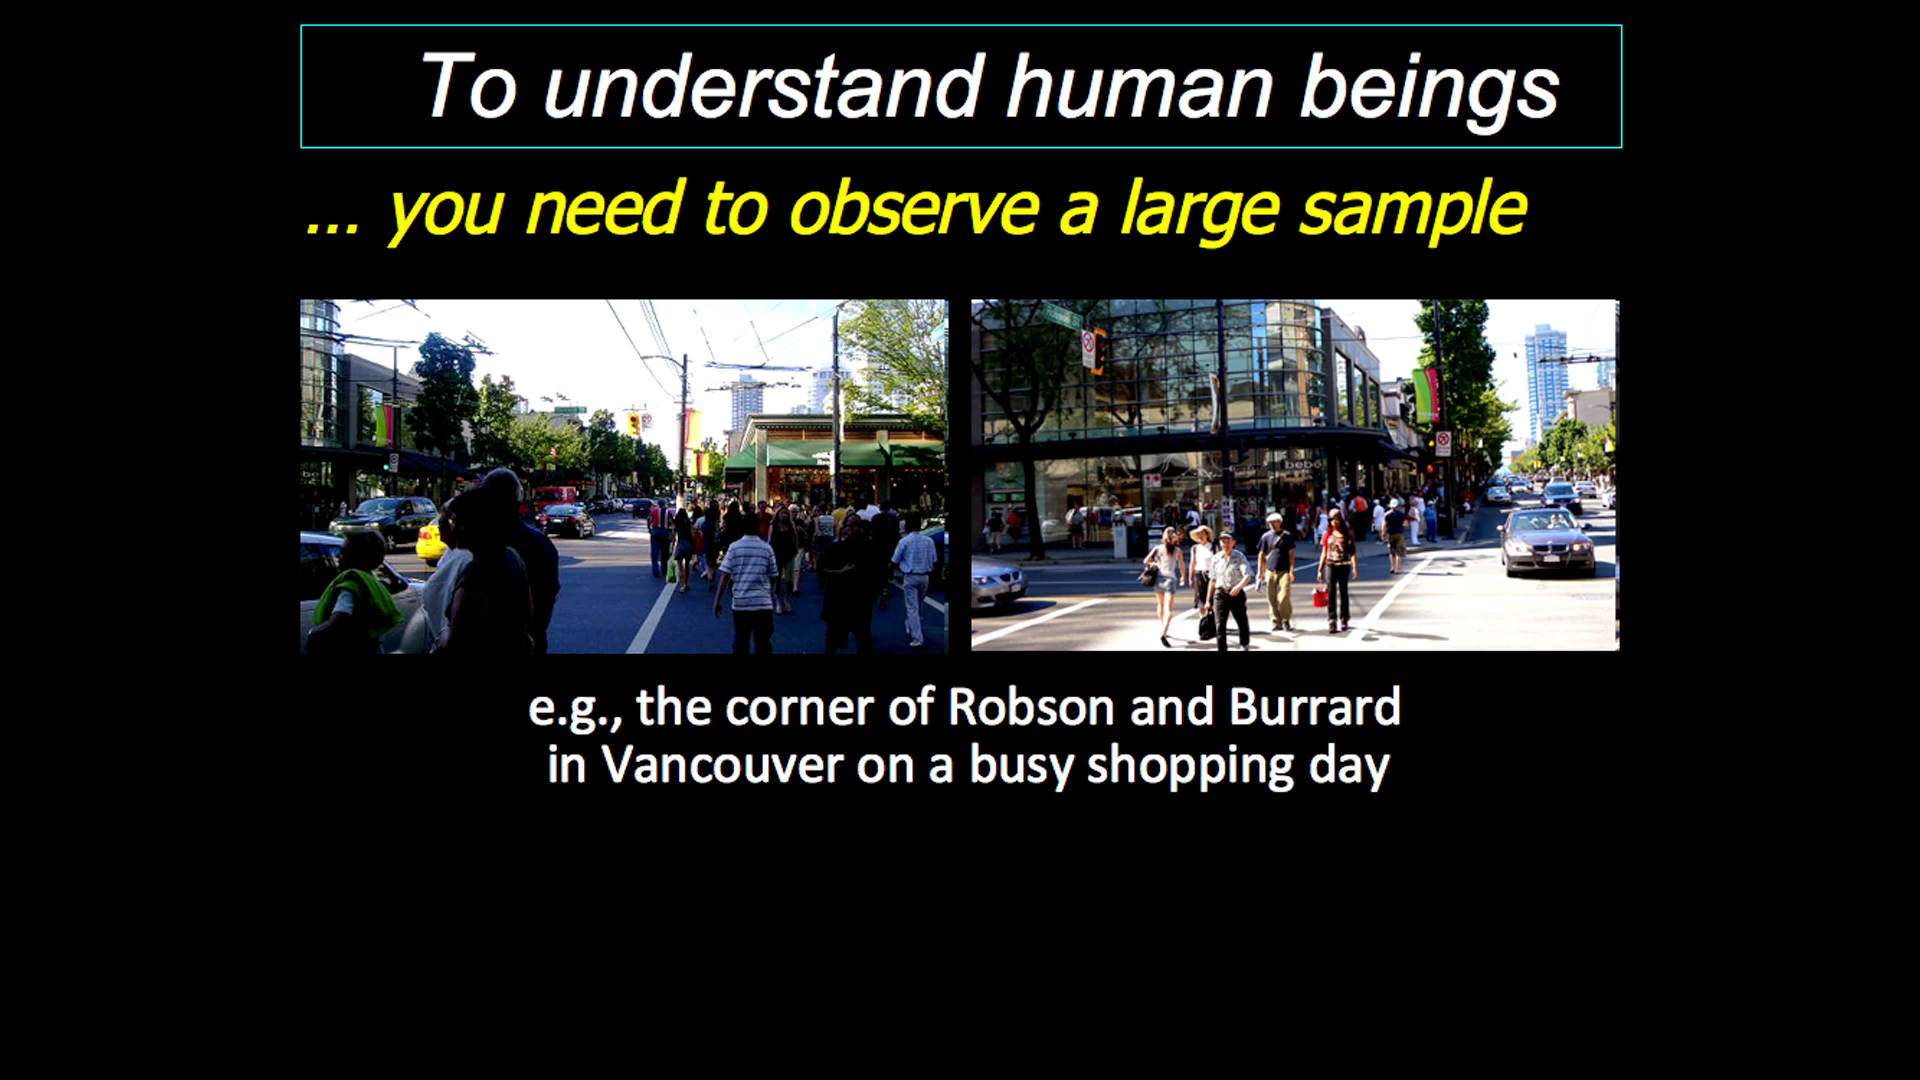 To understand human beings
... you need to observe a large sample
bebe
e.g., the corner of Robson and Burrard
in Vancouver on a busy shopping day